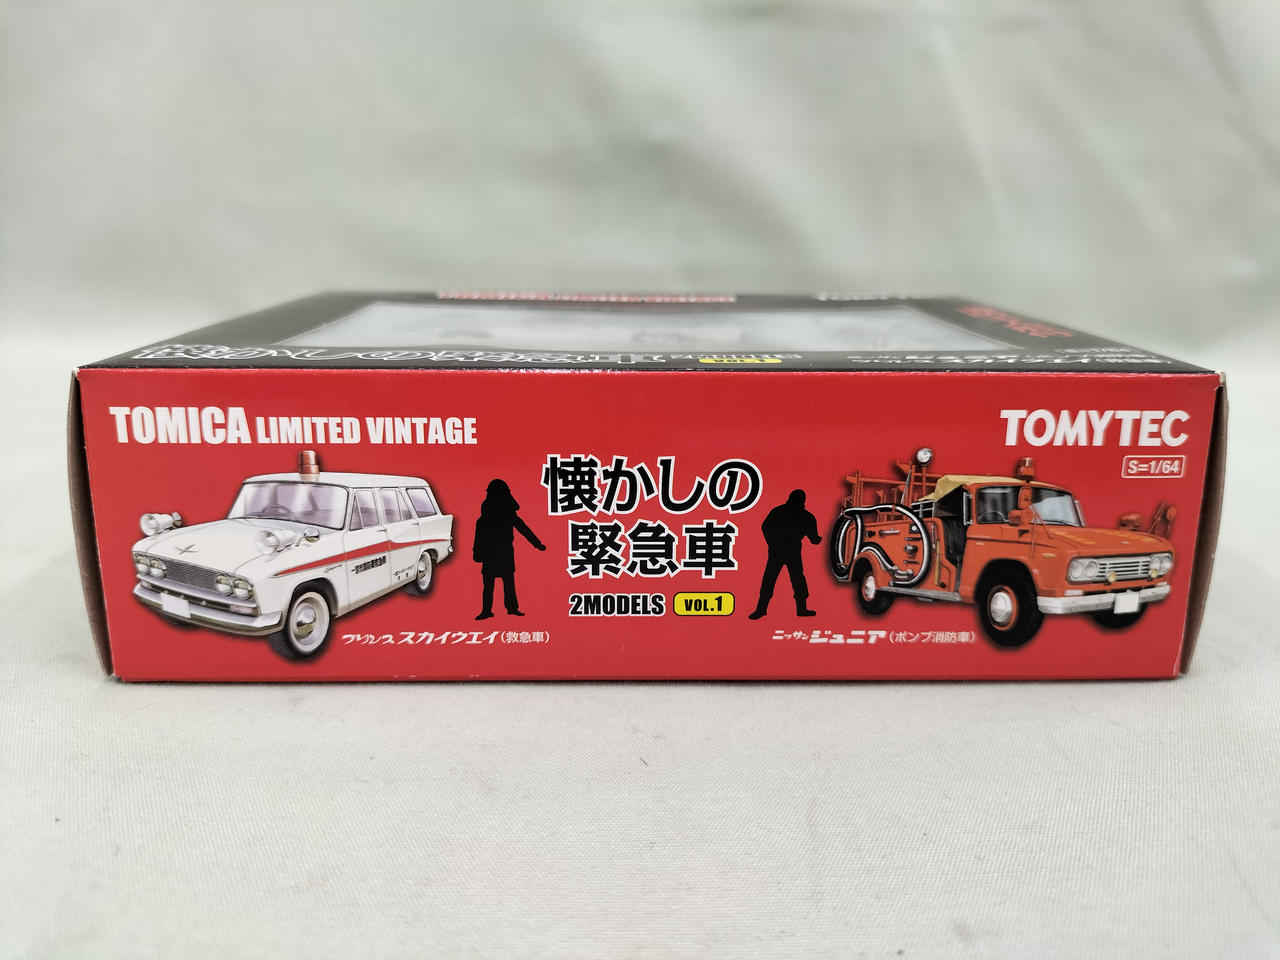 TOMICA LIMITED VINTAGE
TOMYTEC
S=1/64
懐かしの
緊急車
2MODELS VOL.1
プリンス スカイウエイ(救急車)
ニッサン ジュニア(ポンプ消防車)